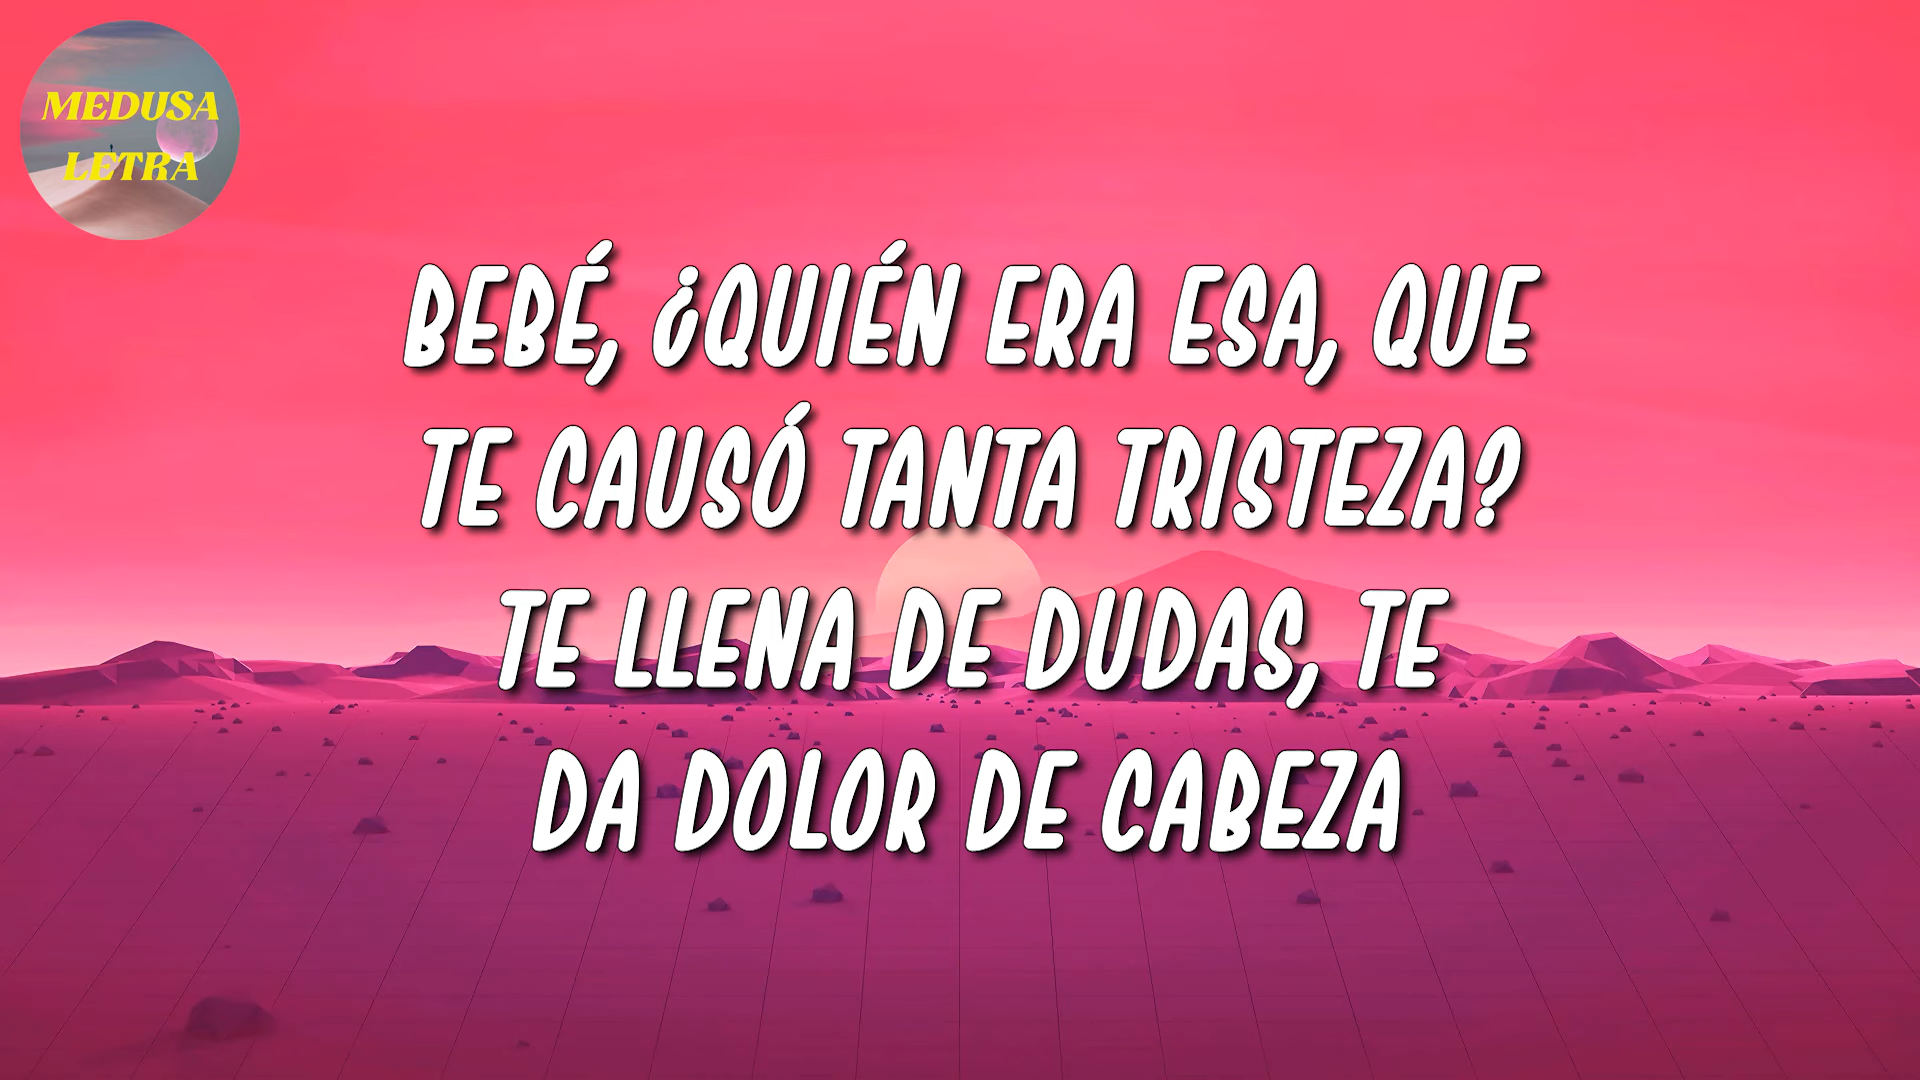 MEDUSA
LETRA
BEBÉ, ¿QUIÉN ERA ESA, QUE
TE CAUSÓ TANTA TRISTEZA?
TE LLENA DE DUDAS, TE
DA DOLOR DE CABEZA